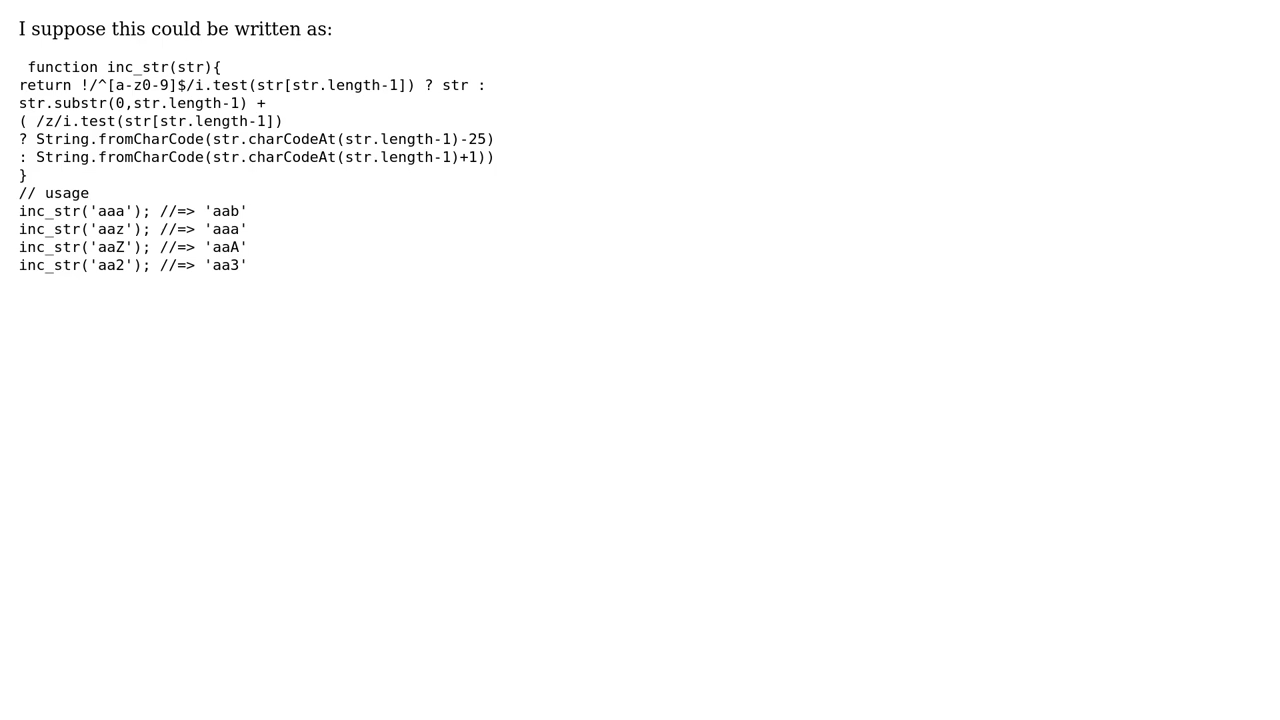 I suppose this could be written as:
function inc_str(str){
return !/^[a-z0-9]$/i.test(str[str.length-1]) ? str :
str.substr(0,str.length-1) +
( /z/i.test(str[str.length-1])
? String.fromCharCode(str.charCodeAt(str.length-1)-25)
: String.fromCharCode(str.charCodeAt(str.length-1)+1))
}
// usage
inc_str('aaa'); //=> 'aab'
inc_str('aaz'); //=> 'aaa'
inc_str('aaZ'); //=> 'aaA'
inc_str('aa2'); //=> 'aa3'